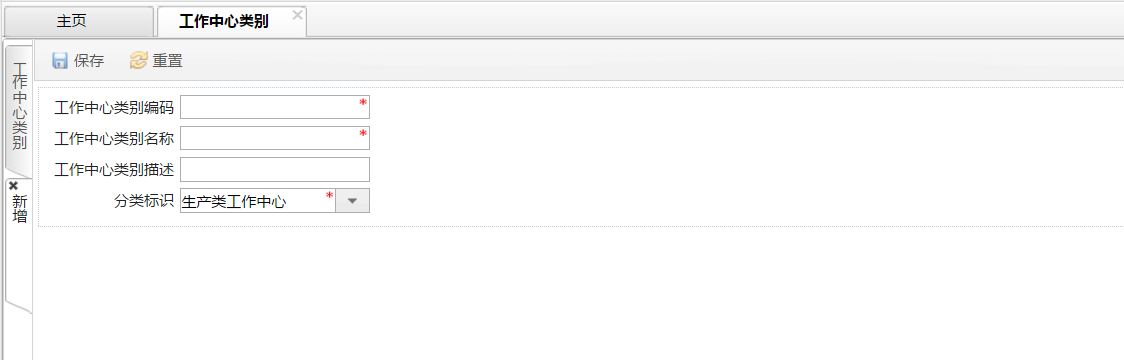 主页
工作中心类别
工作中心类别
新增
保存 重置
工作中心类别编码 *
工作中心类别名称 *
工作中心类别描述
分类标识 生产类工作中心 *